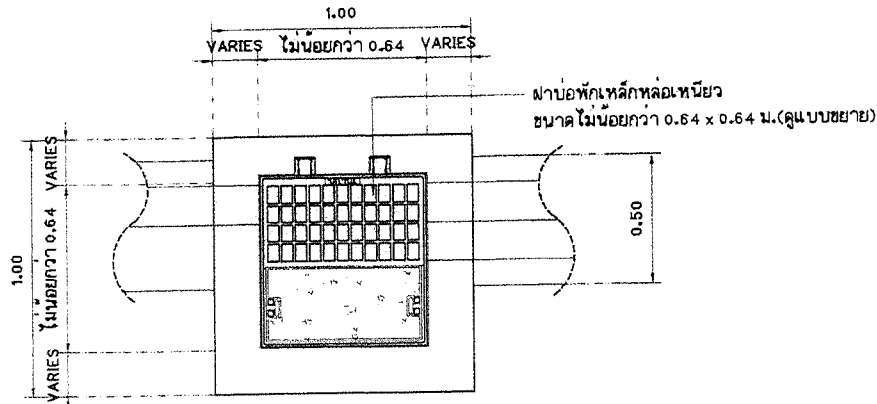 1.00
VARIES ไม่น้อยกว่า 0.64 VARIES
ฝาบ่อพักเหล็กหล่อเหนียว
ขนาดไม่น้อยกว่า 0.64 x 0.64 ม.(ดูแบบขยาย)
VARIES
ไม่น้อยกว่า 0.64
VARIES
1.00
0.50